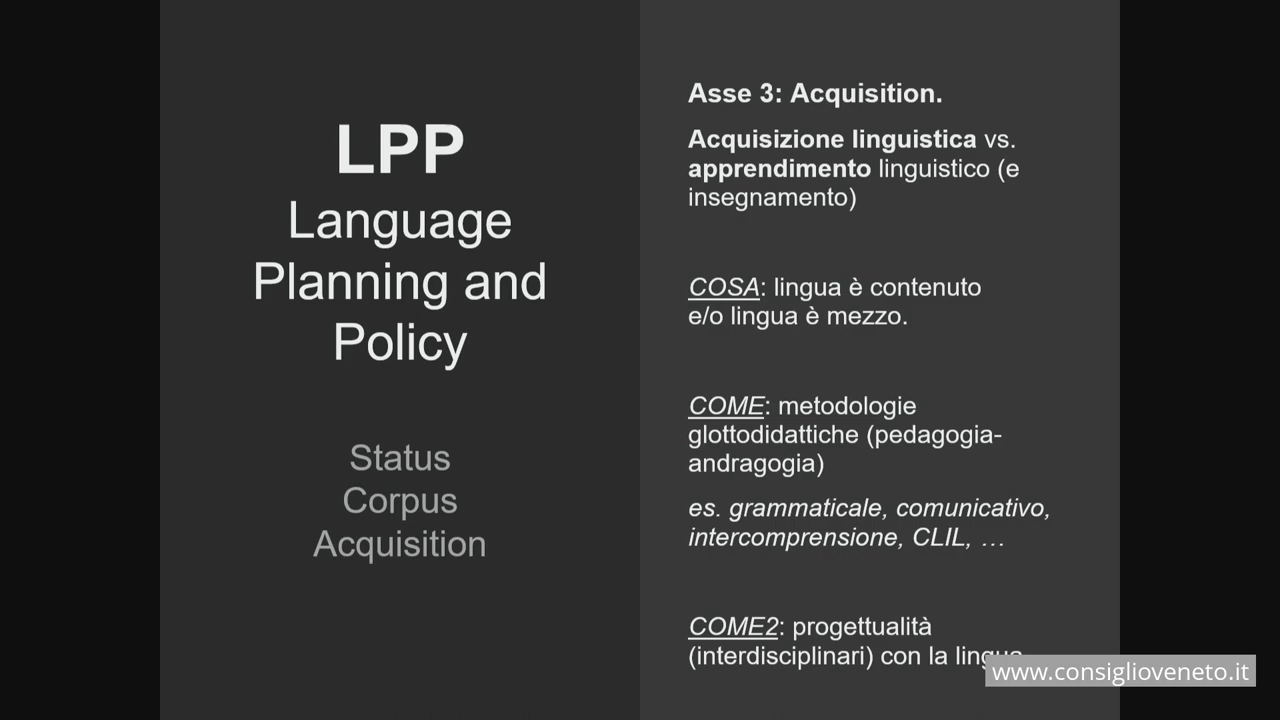 LPP
Language
Planning and
Policy
Status
Corpus
Acquisition
Asse 3: Acquisition.
Acquisizione linguistica vs.
apprendimento linguistico (e
insegnamento)
COSA: lingua è contenuto
e/o lingua è mezzo.
COME: metodologie
glottodidattiche (pedagogia-
andragogia)
es. grammaticale, comunicativo,
intercomprensione, CLIL, …
COME2: progettualità
(interdisciplinari) con la lingua
www.consiglioveneto.it